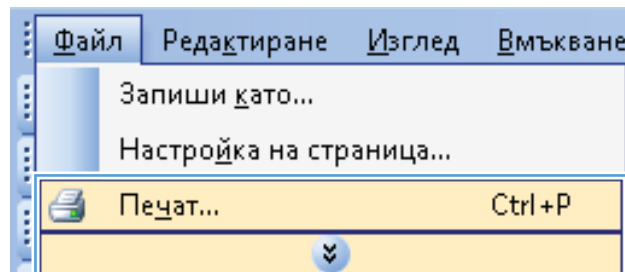 Файл Редактиране Изглед Вмъкване
Запиши като...
Настройка на страница...
Печат... Ctrl+P